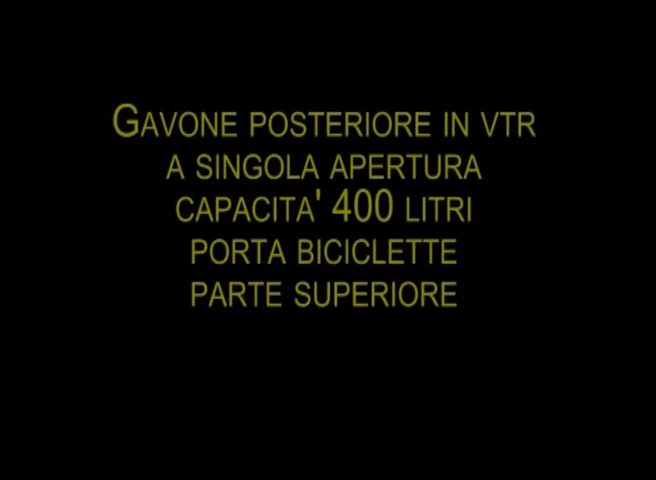 Gavone posteriore in vtr
a singola apertura
capacita' 400 litri
porta biciclette
parte superiore